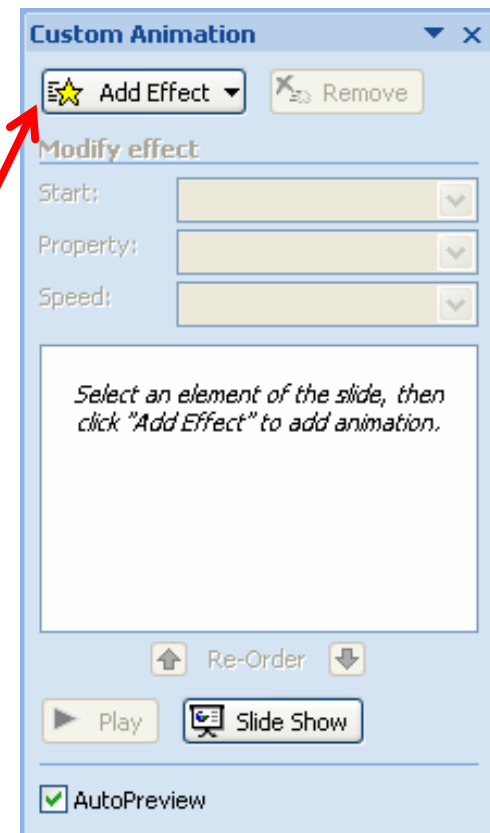 Custom Animation
Add Effect
Remove
Modify effect
Start:
Property:
Speed:
Select an element of the slide, then
click "Add Effect" to add animation.
Re-Order
Play
Slide Show
AutoPreview